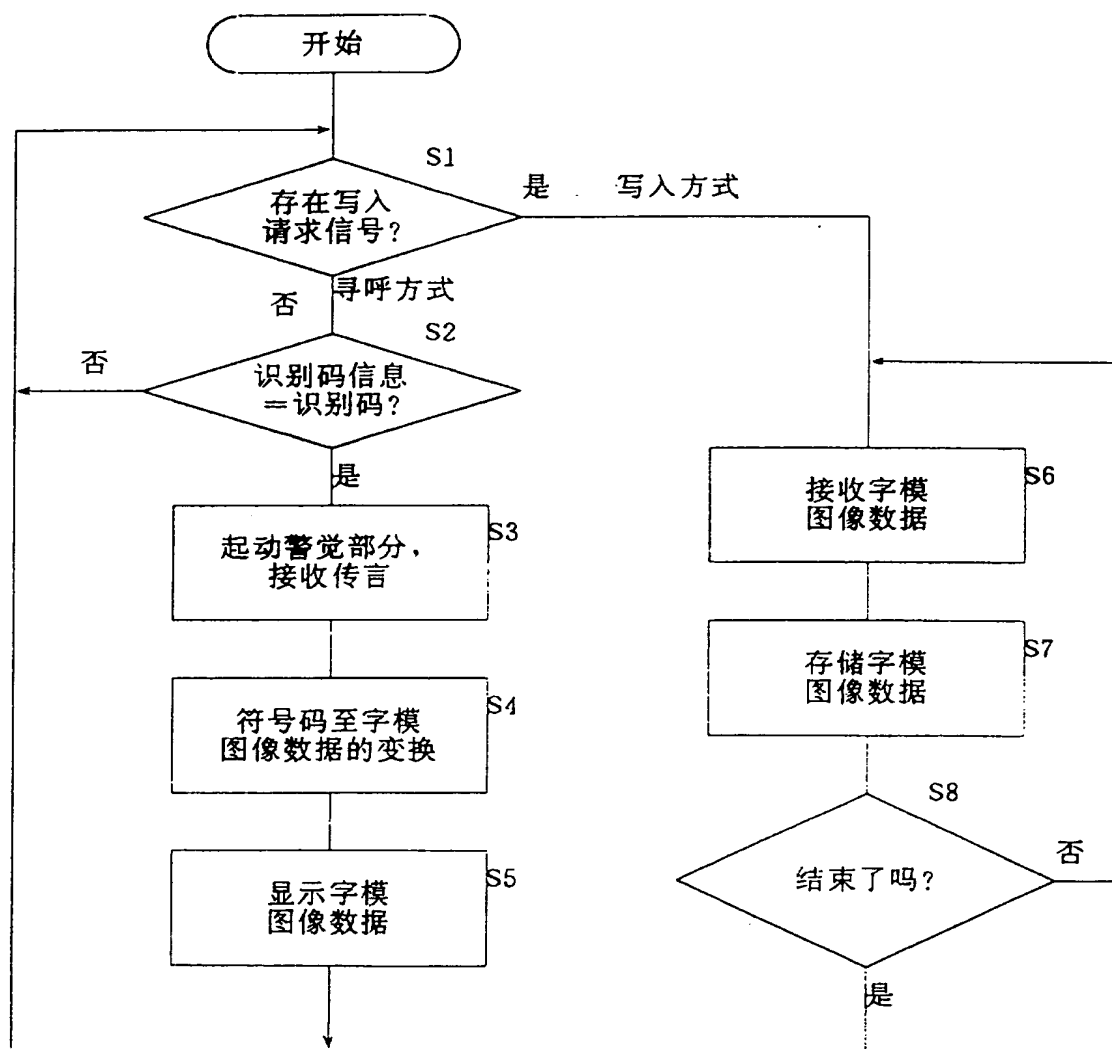 开始
S1
存在写入
请求信号?
是 写入方式
否 寻呼方式
S2
识别码信息
=识别码?
否
是
S3
起动警觉部分,
接收传言
S4
符号码至字模
图像数据的变换
S5
显示字模
图像数据
S6
接收字模
图像数据
S7
存储字模
图像数据
S8
结束了吗?
否
是